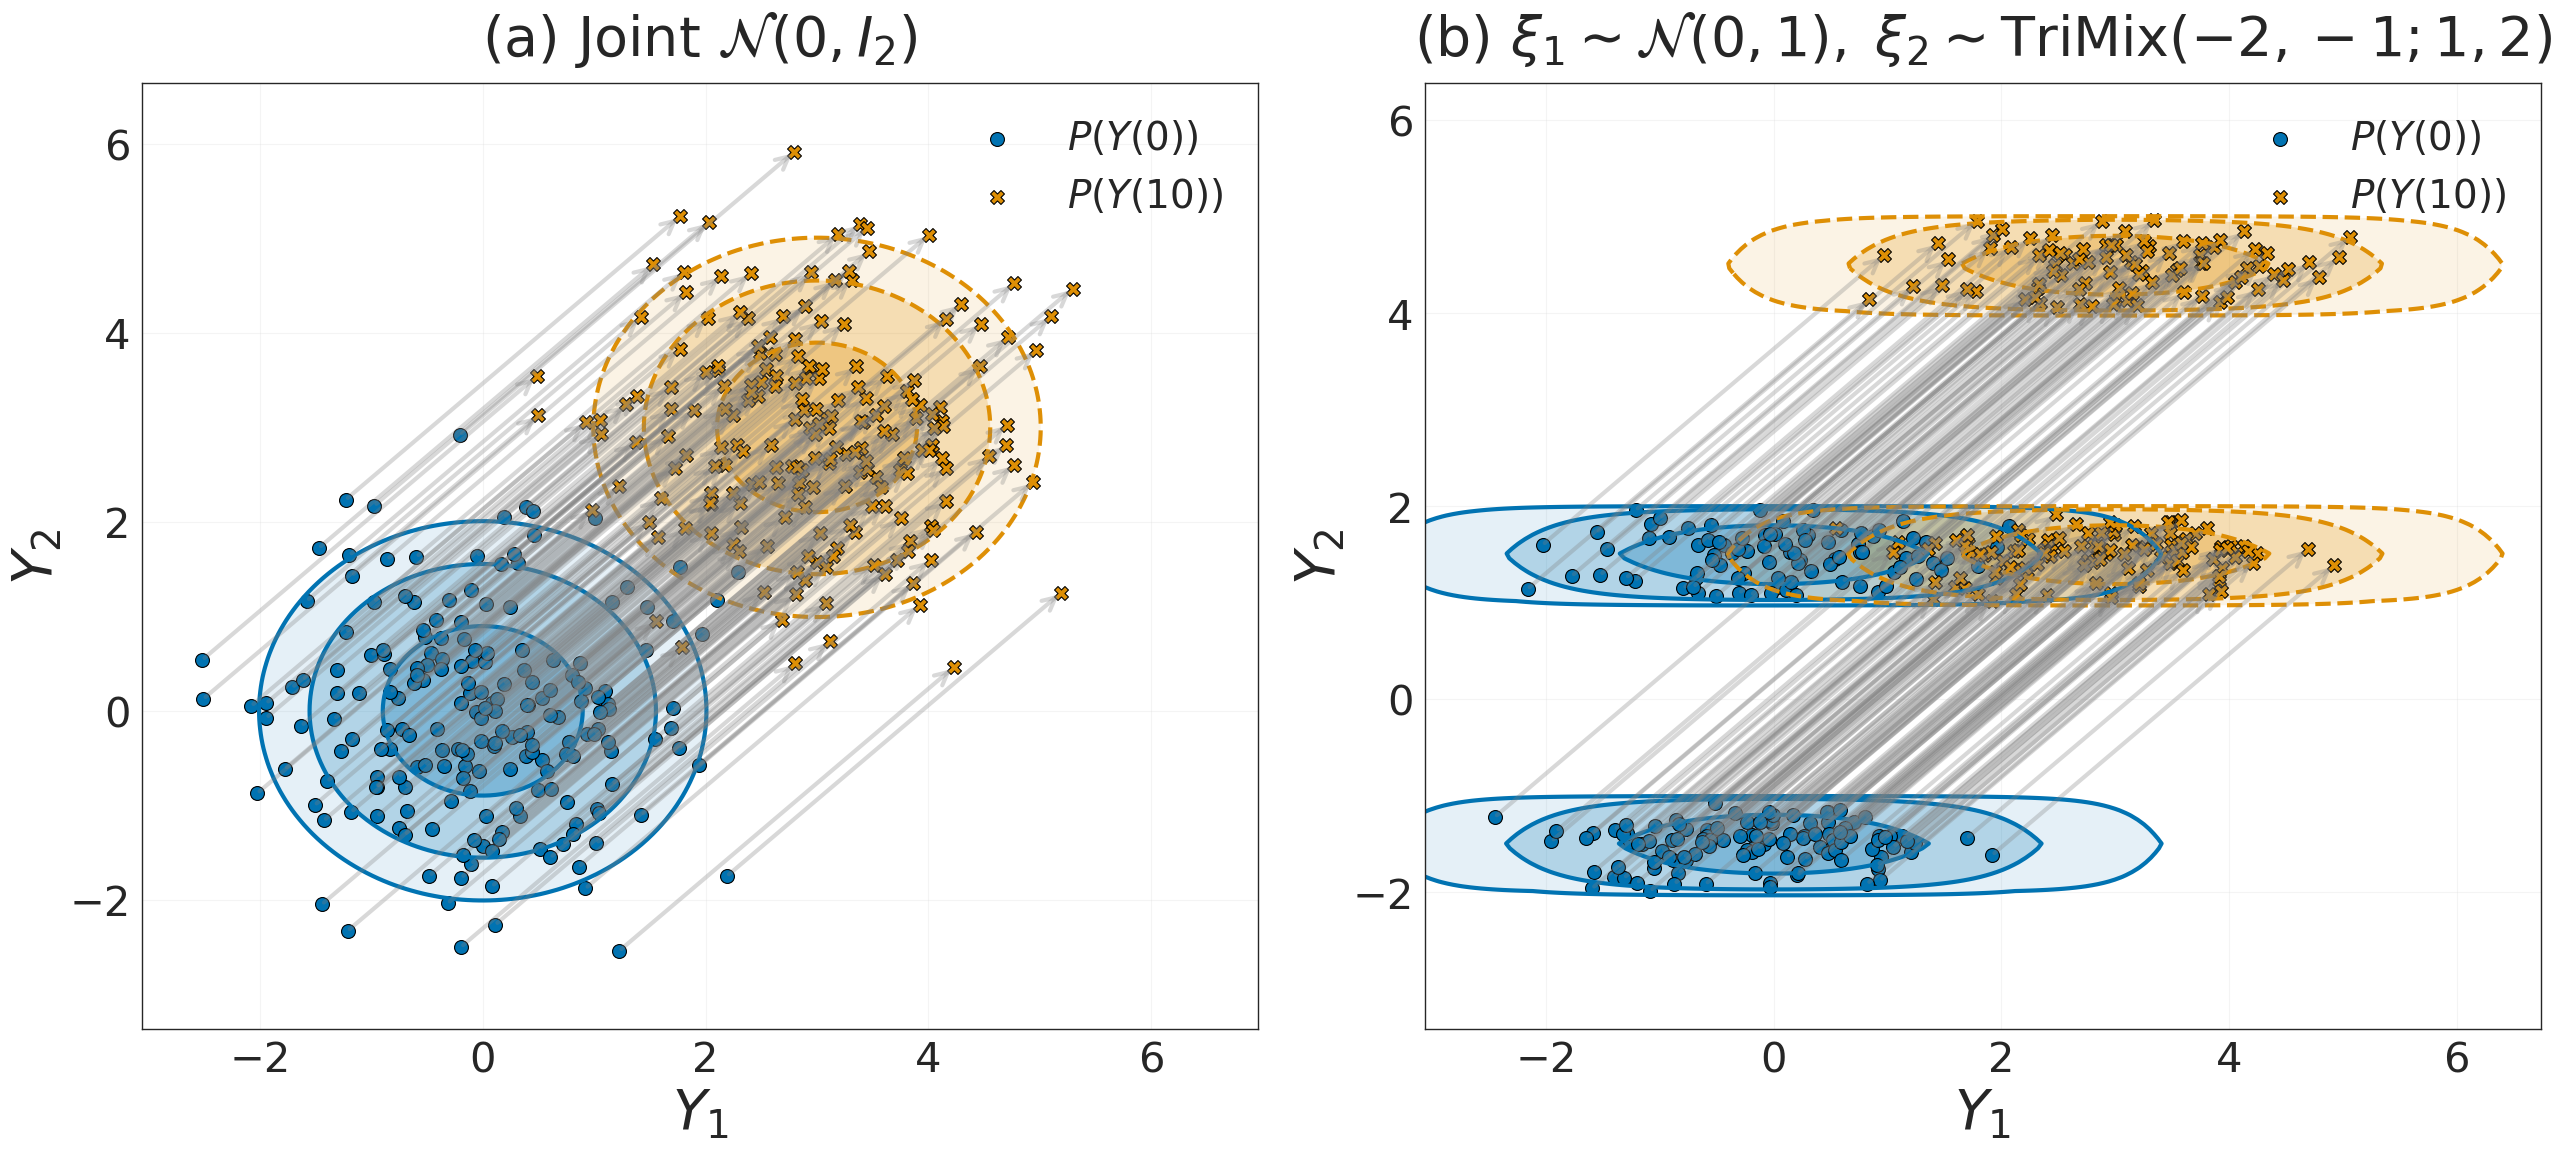 (a) Joint 𝒩(0, I₂)
6
4
2
0
−2
Y₂
−2 0 2 4 6
Y₁
P(Y(0))
P(Y(10))
(b) ξ₁ ∼ 𝒩(0, 1), ξ₂ ∼ TriMix(−2, − 1; 1, 2)
6
4
2
0
−2
Y₂
−2 0 2 4 6
Y₁
P(Y(0))
P(Y(10))